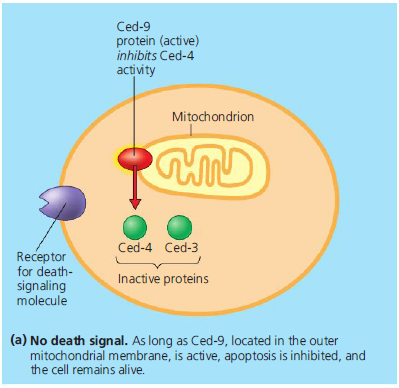 Ced-9
protein (active)
inhibits Ced-4
activity
Mitochondrion
Ced-4 Ced-3
Inactive proteins
Receptor
for death-
signaling
molecule
(a) No death signal. As long as Ced-9, located in the outer
mitochondrial membrane, is active, apoptosis is inhibited, and
the cell remains alive.